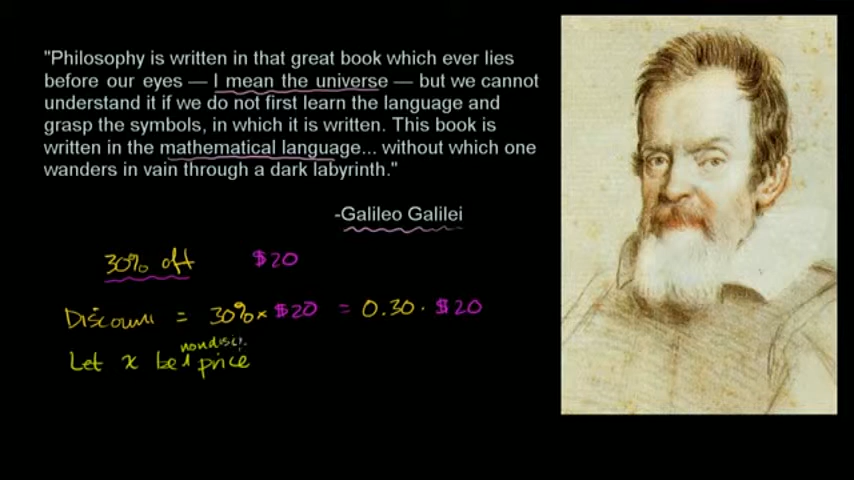 "Philosophy is written in that great book which ever lies
before our eyes — I mean the universe — but we cannot
understand it if we do not first learn the language and
grasp the symbols, in which it is written. This book is
written in the mathematical language... without which one
wanders in vain through a dark labyrinth."
-Galileo Galilei
30% off $20
Discount = 30% × $20 = 0.30 · $20
Let x be price